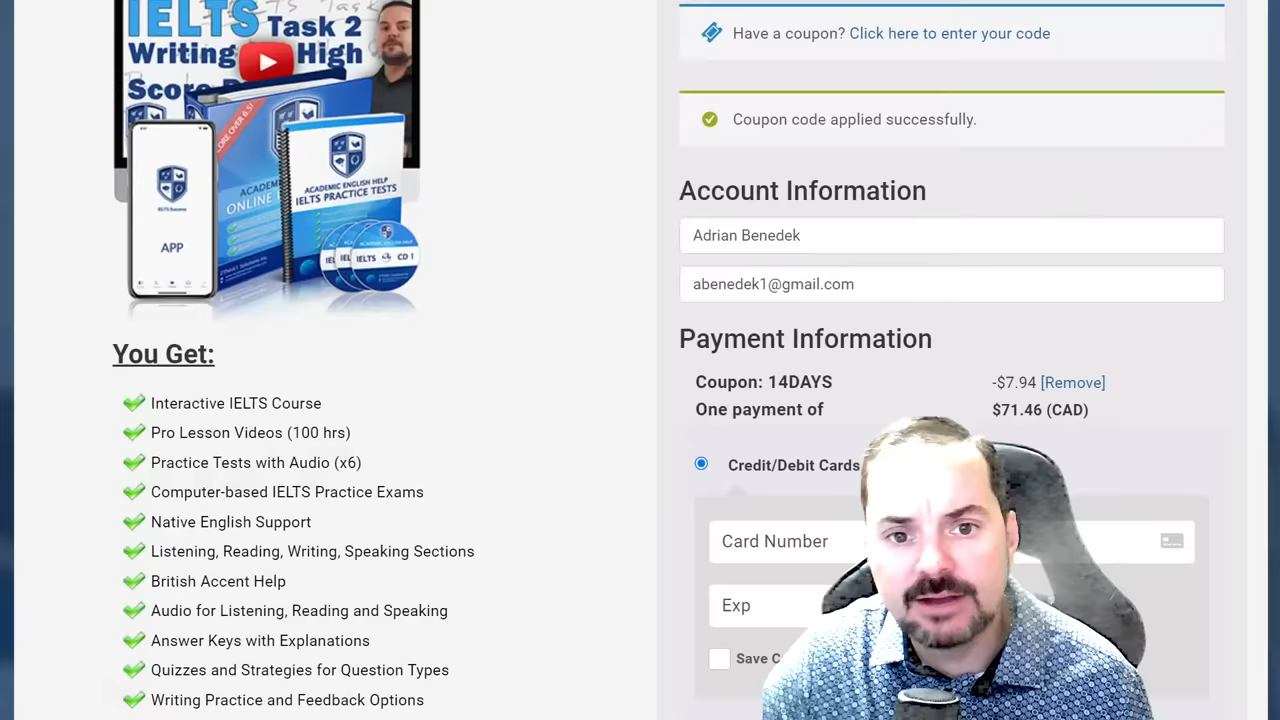 IELTS Task 2
Writing High
Score
APP
IELTS Success
ACADEMIC ENGLISH HELP
IELTS PRACTICE TESTS
ONLINE
IELTS CD 1
You Get:
Interactive IELTS Course
Pro Lesson Videos (100 hrs)
Practice Tests with Audio (x6)
Computer-based IELTS Practice Exams
Native English Support
Listening, Reading, Writing, Speaking Sections
British Accent Help
Audio for Listening, Reading and Speaking
Answer Keys with Explanations
Quizzes and Strategies for Question Types
Writing Practice and Feedback Options
Have a coupon? Click here to enter your code
Coupon code applied successfully.
Account Information
Adrian Benedek
abenedek1@gmail.com
Payment Information
Coupon: 14DAYS -$7.94 [Remove]
One payment of $71.46 (CAD)
Credit/Debit Cards
Card Number
Exp
Save